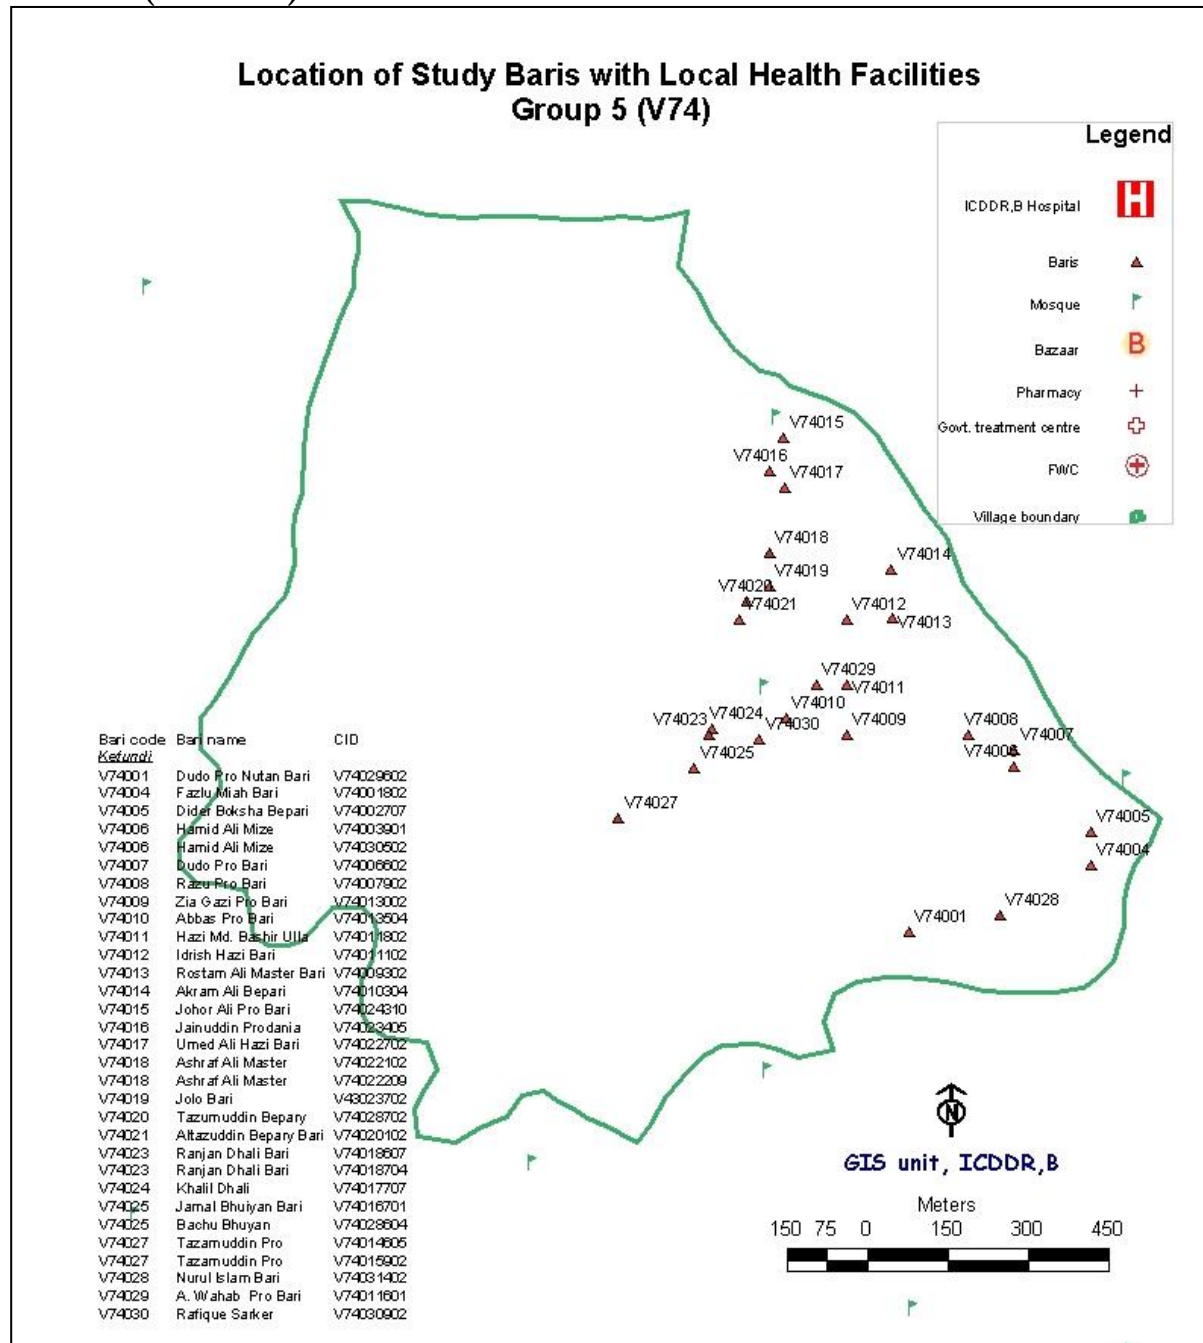 Location of Study Baris with Local Health Facilities
Group 5 (V74)
Legend
ICDDR,B Hospital
H
Baris
Mosque
Bazaar
B
Pharmacy
Govt. treatment centre
FWC
Village boundary
V74015
V74016
V74017
V74018
V74014
V74019
V74020
V74021
V74012
V74013
V74029
V74011
V74010
V74024
V74023
V74030
V74009
V74008
V74007
V74025
V74006
V74027
V74005
V74004
V74028
V74001
Bari code Bari name CID
Kefundi
V74001 Dudo Pro Nutan Bari V74029602
V74004 Fazlu Miah Bari V74001802
V74005 Dider Boksha Bepari V74002707
V74006 Hamid Ali Mize V74003901
V74006 Hamid Ali Mize V74030502
V74007 Dudo Pro Bari V74006602
V74008 Razu Pro Bari V74007902
V74009 Zia Gazi Pro Bari V74013002
V74010 Abbas Pro Bari V74013504
V74011 Hazi Md. Bashir Ulla V74011802
V74012 Idrish Hazi Bari V74011102
V74013 Rostam Ali Master Bari V74009302
V74014 Akram Ali Bepari V74010304
V74015 Johor Ali Pro Bari V74024310
V74016 Jainuddin Prodania V74023405
V74017 Umed Ali Hazi Bari V74022702
V74018 Ashraf Ali Master V74022102
V74018 Ashraf Ali Master V74022209
V74019 Jolo Bari V43023702
V74020 Tazumuddin Bepary V74028702
V74021 Altazuddin Bepary Bari V74020102
V74023 Ranjan Dhali Bari V74018607
V74023 Ranjan Dhali Bari V74018704
V74024 Khalil Dhali V74017707
V74025 Jamal Bhuiyan Bari V74016701
V74025 Bachu Bhuyan V74028604
V74027 Tazamuddin Pro V74014605
V74027 Tazamuddin Pro V74015902
V74028 Nurul Islam Bari V74031402
V74029 A. Wahab Pro Bari V74011601
V74030 Rafique Sarker V74030902
N
GIS unit, ICDDR,B
Meters
150 75 0 150 300 450